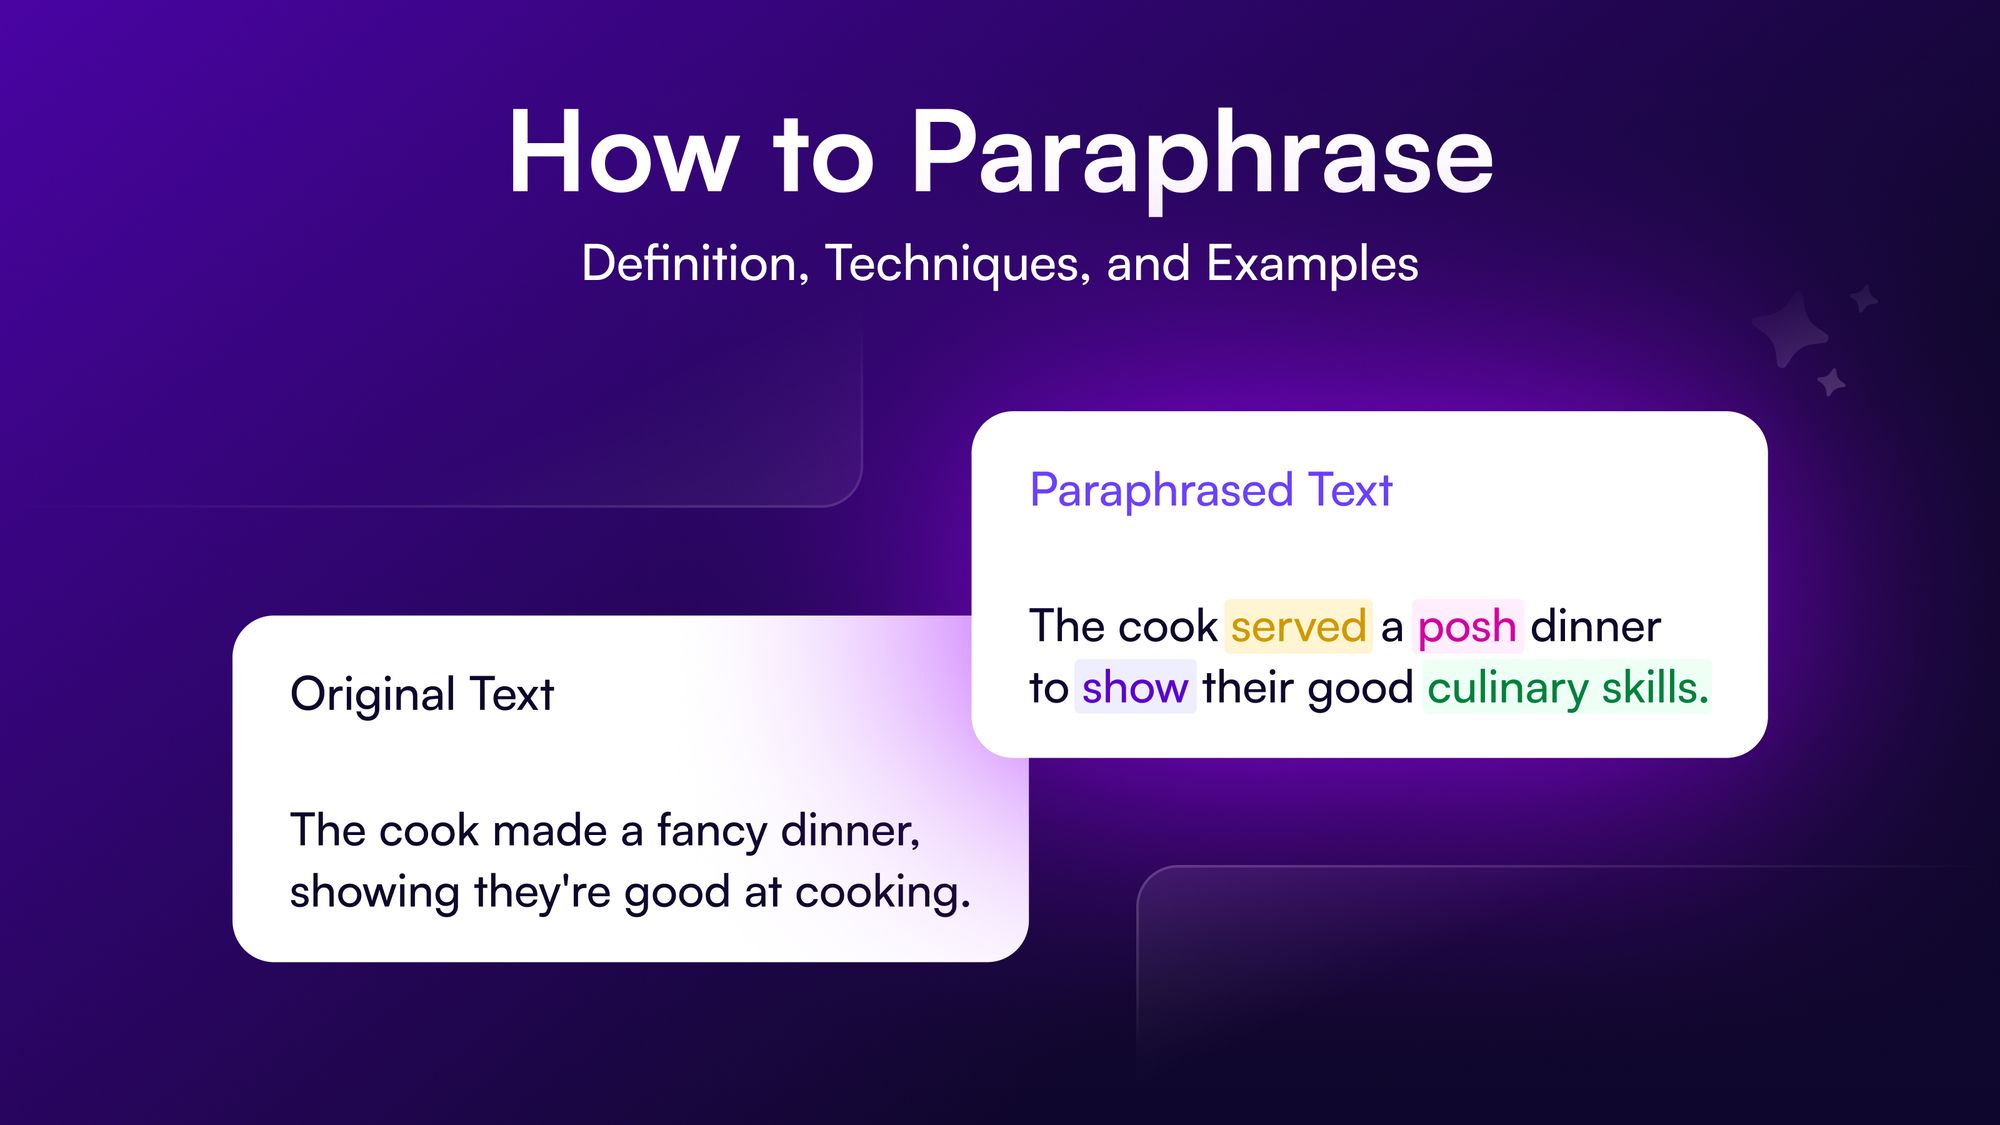 How to Paraphrase
Definition, Techniques, and Examples
Paraphrased Text
The cook served a posh dinner
to show their good culinary skills.
Original Text
The cook made a fancy dinner,
showing they're good at cooking.